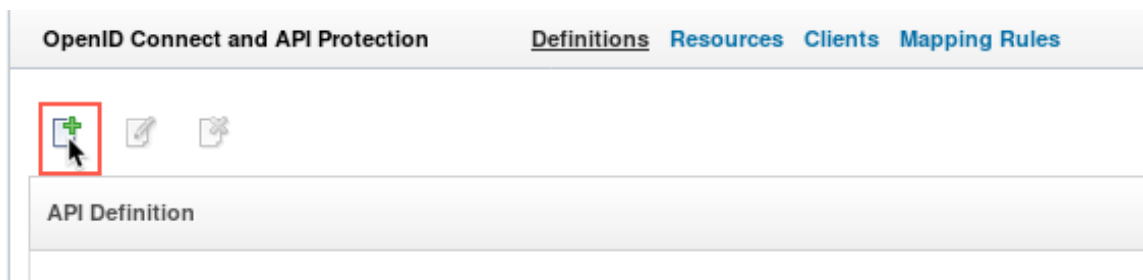 OpenID Connect and API Protection Definitions Resources Clients Mapping Rules
API Definition